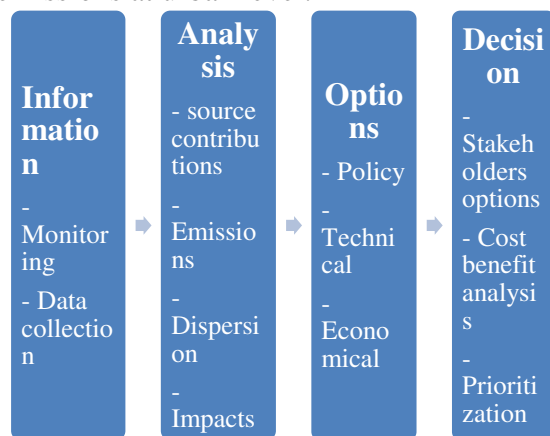 Infor
matio
n
-
Monitor
ing
- Data
collectio
n
Analy
sis
- source
contribu
tions
-
Emissio
ns
-
Dispersi
on
-
Impacts
Optio
ns
- Policy
-
Techni
cal
-
Econo
mical
Decisi
on
-
Stakeh
olders
options
- Cost
benefit
analysi
s
-
Prioriti
zation